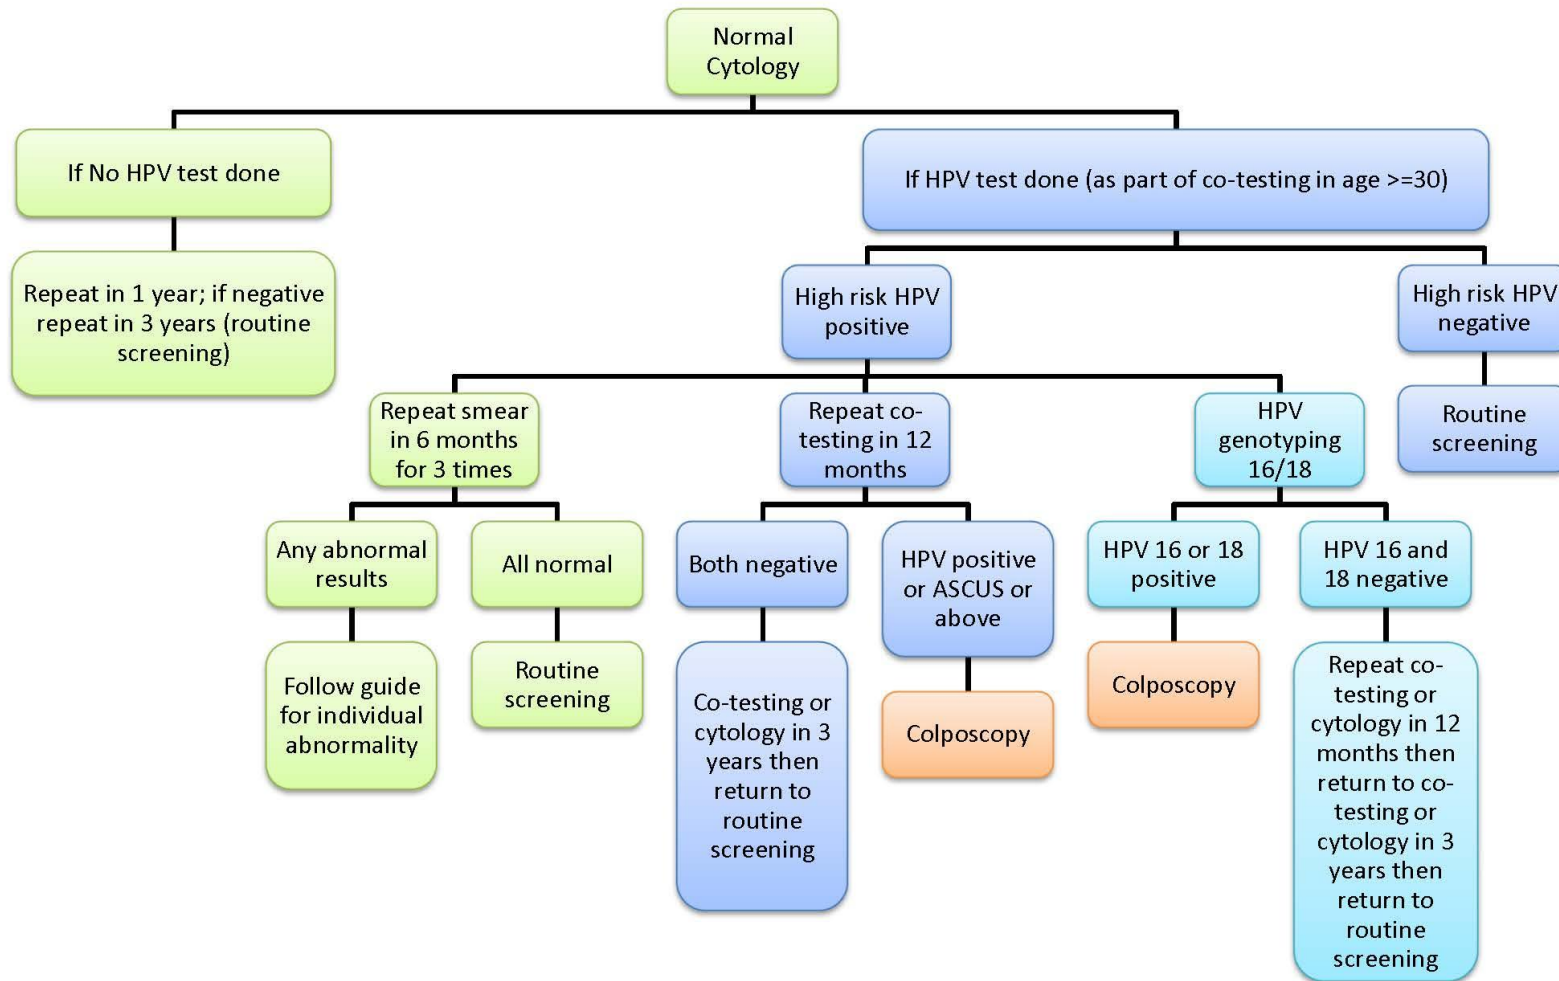 Normal
Cytology
If No HPV test done
If HPV test done (as part of co-testing in age >=30)
Repeat in 1 year; if negative
repeat in 3 years (routine
screening)
High risk HPV
positive
High risk HPV
negative
Repeat smear
in 6 months
for 3 times
Repeat co-
testing in 12
months
HPV
genotyping
16/18
Routine
screening
Any abnormal
results
All normal
Both negative
HPV positive
or ASCUS or
above
HPV 16 or 18
positive
HPV 16 and
18 negative
Follow guide
for individual
abnormality
Routine
screening
Co-testing or
cytology in 3
years then
return to
routine
screening
Colposcopy
Colposcopy
Repeat co-
testing or
cytology in 12
months then
return to co-
testing or
cytology in 3
years then
return to
routine
screening